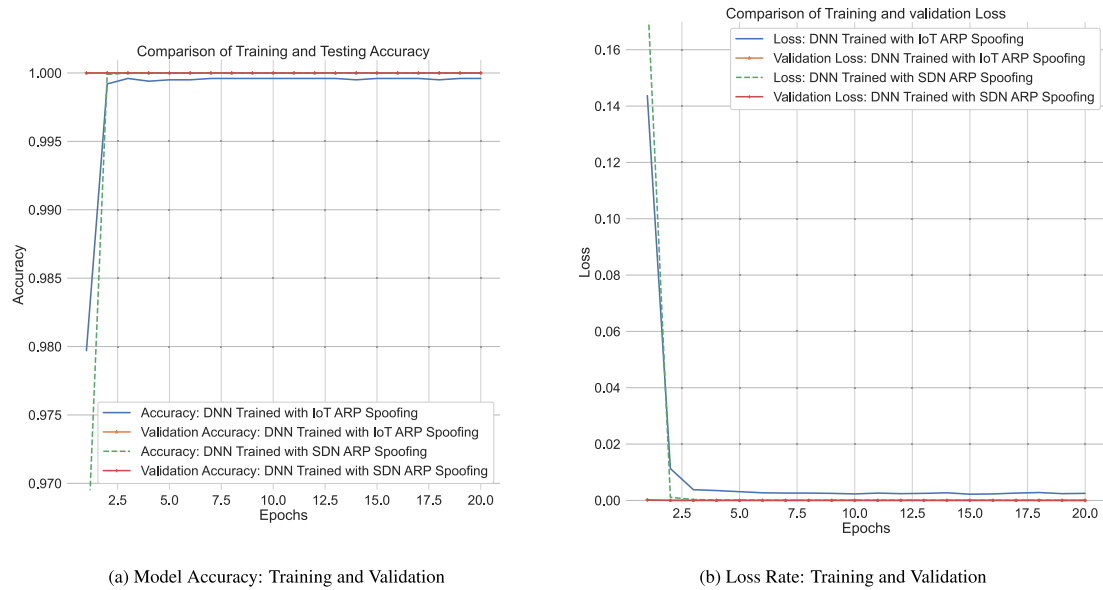 Comparison of Training and Testing Accuracy
1.000
0.995
0.990
0.985
0.980
0.975
0.970
Accuracy
Accuracy: DNN Trained with IoT ARP Spoofing
Validation Accuracy: DNN Trained with IoT ARP Spoofing
Accuracy: DNN Trained with SDN ARP Spoofing
Validation Accuracy: DNN Trained with SDN ARP Spoofing
2.5 5.0 7.5 10.0 12.5 15.0 17.5 20.0
Epochs
(a) Model Accuracy: Training and Validation
Comparison of Training and validation Loss
Loss: DNN Trained with IoT ARP Spoofing
Validation Loss: DNN Trained with IoT ARP Spoofing
Loss: DNN Trained with SDN ARP Spoofing
Validation Loss: DNN Trained with SDN ARP Spoofing
0.16
0.14
0.12
0.10
0.08
0.06
0.04
0.02
0.00
Loss
2.5 5.0 7.5 10.0 12.5 15.0 17.5 20.0
Epochs
(b) Loss Rate: Training and Validation